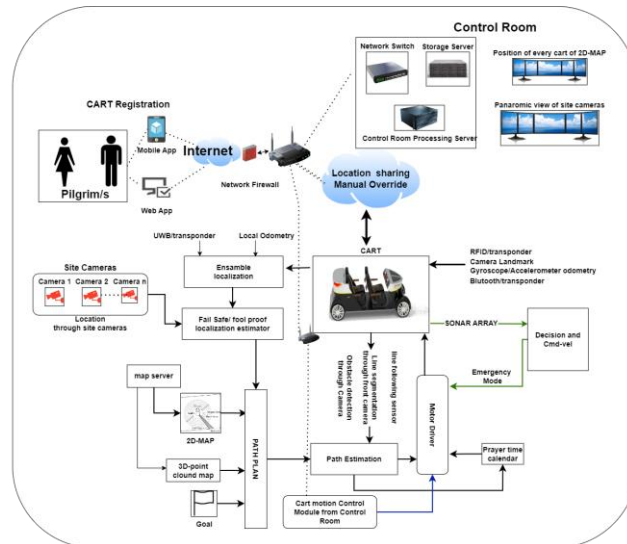 Control Room
Network Switch
Storage Server
Position of every cart of 2D-MAP
Control Room Processing Server
Panaromic view of site cameras
CART Registration
Mobile App
Internet
Pilgrim/s
Web App
Network Firewall
Location sharing
Manual Override
UWB/transponder
Local Odometry
CART
RFID/transponder
Camera Landmark
Gyroscope/Accelerometer odometry
Blutooth/transponder
Ensamble
localization
Site Cameras
Camera 1
Camera 2
Camera n
Location
through site cameras
Fail Safe/ fool proof
localization estimator
SONAR ARRAY
Decision and
Cmd-vel
Emergency
Mode
Obstacle detection
through Camera
Line segmentation
through front camera
line following sensor
map server
2D-MAP
3D-point
clound map
Goal
PATH PLAN
Path Estimation
Motor Driver
Prayer time
calendar
Cart motion Control
Module from Control
Room